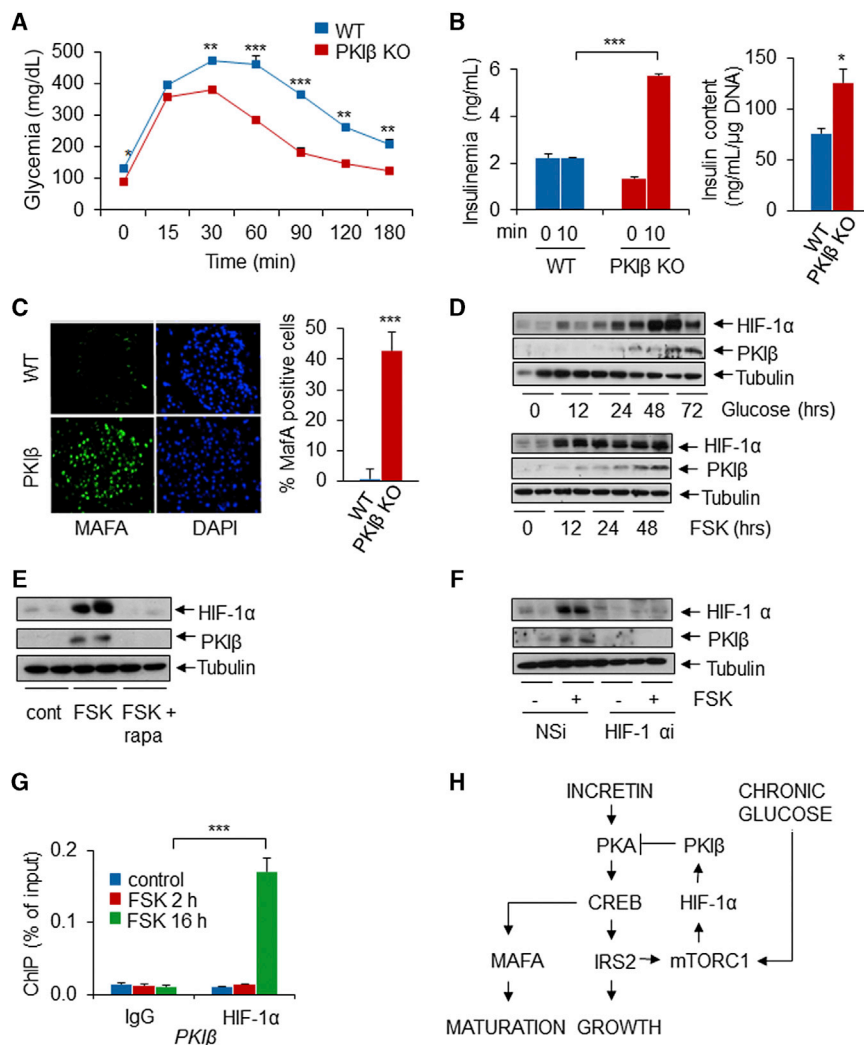 A
WT
PKIβ KO
Glycemia (mg/dL)
500
400
300
200
100
0
*
**
***
***
**
**
0 15 30 60 90 120 180
Time (min)
B
***
Insulinemia (ng/mL)
6
4
2
0
min 0 10 0 10
WT PKIβ KO
Insulin content
(ng/mL/µg DNA)
150
100
50
0
*
WT
PKIβ KO
C
WT
PKIβ
MAFA DAPI
% MafA positive cells
50
40
30
20
10
0
***
WT
PKIβ KO
D
HIF-1α
PKIβ
Tubulin
0 12 24 48 72 Glucose (hrs)
HIF-1α
PKIβ
Tubulin
0 12 24 48 FSK (hrs)
E
HIF-1α
PKIβ
Tubulin
cont FSK FSK +
rapa
F
HIF-1 α
PKIβ
Tubulin
- + - + FSK
NSi HIF-1 αi
G
***
ChIP (% of input)
0.2
0.1
0.0
control
FSK 2 h
FSK 16 h
IgG HIF-1α
PKIβ
H
INCRETIN CHRONIC
GLUCOSE
PKA PKIβ
CREB HIF-1α
MAFA IRS2 mTORC1
MATURATION GROWTH